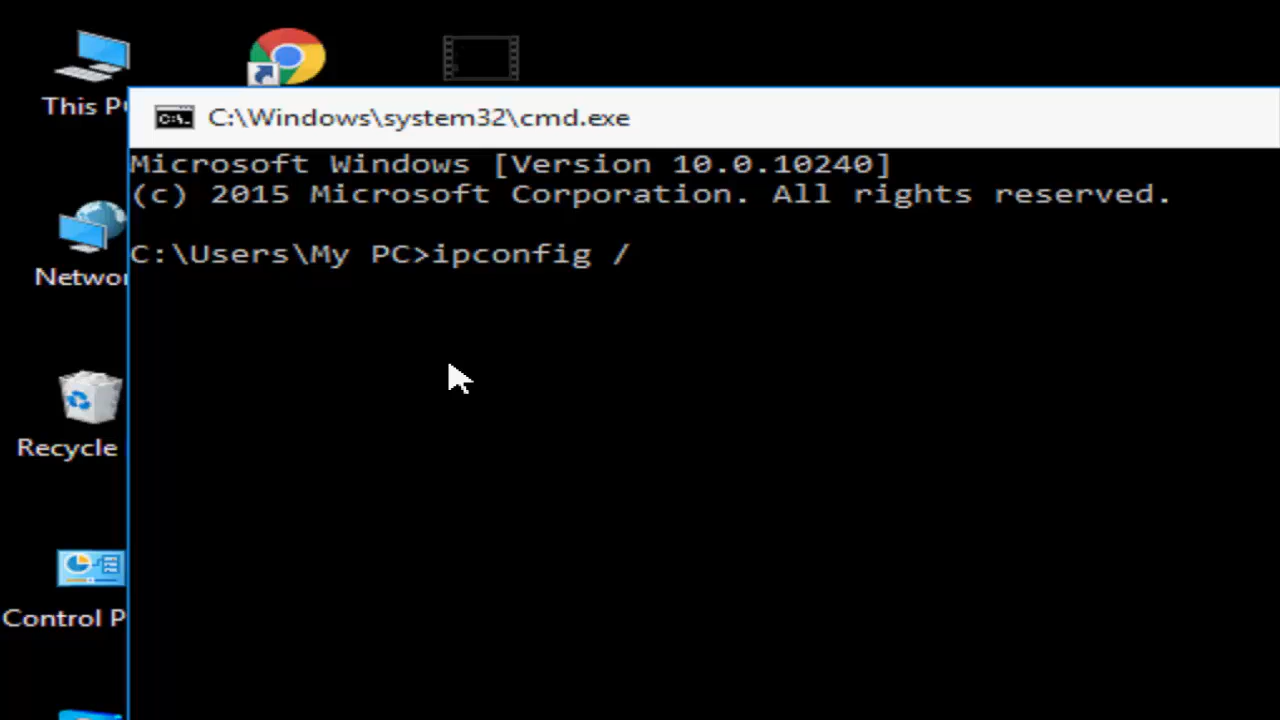 This P
C:\Windows\system32\cmd.exe
Microsoft Windows [Version 10.0.10240]
(c) 2015 Microsoft Corporation. All rights reserved.
C:\Users\My PC>ipconfig /
Networ
Recycle
Control P